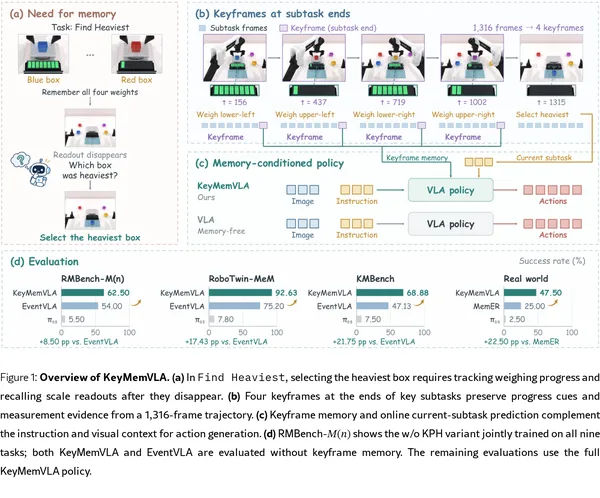 (a) Need for memory
Task: Find Heaviest
...
Blue box
Red box
Remember all four weights
Readout disappears
Which box
was heaviest?
Select the heaviest box
(b) Keyframes at subtask ends
Subtask frames
Keyframe (subtask end)
1,316 frames → 4 keyframes
t = 156
t = 437
t = 719
t = 1002
t = 1315
Weigh lower-left
Weigh upper-left
Weigh lower-right
Weigh upper-right
Select heaviest
Keyframe
Keyframe
Keyframe
Keyframe
(c) Memory-conditioned policy
Keyframe memory
Current subtask
KeyMemVLA
Ours
Image
Instruction
VLA policy
Actions
VLA
Memory-free
Image
Instruction
VLA policy
Actions
(d) Evaluation
Success rate (%)
RMBench-M(n)
KeyMemVLA 62.50
EventVLA 54.00
π₀.₅ 5.50
0 50 100
+8.50 pp vs. EventVLA
RoboTwin-MeM
KeyMemVLA 92.63
EventVLA 75.20
π₀.₅ 7.80
0 50 100
+17.43 pp vs. EventVLA
KMBench
KeyMemVLA 68.88
EventVLA 47.13
π₀.₅ 7.50
0 50 100
+21.75 pp vs. EventVLA
Real world
KeyMemVLA 47.50
MemER 25.00
π₀.₅ 2.50
0 50 100
+22.50 pp vs. MemER
Figure 1: Overview of KeyMemVLA. (a) In Find Heaviest, selecting the heaviest box requires tracking weighing progress and
recalling scale readouts after they disappear. (b) Four keyframes at the ends of key subtasks preserve progress cues and
measurement evidence from a 1,316-frame trajectory. (c) Keyframe memory and online current-subtask prediction complement
the instruction and visual context for action generation. (d) RMBench-M(n) shows the w/o KPH variant jointly trained on all nine
tasks; both KeyMemVLA and EventVLA are evaluated without keyframe memory. The remaining evaluations use the full
KeyMemVLA policy.